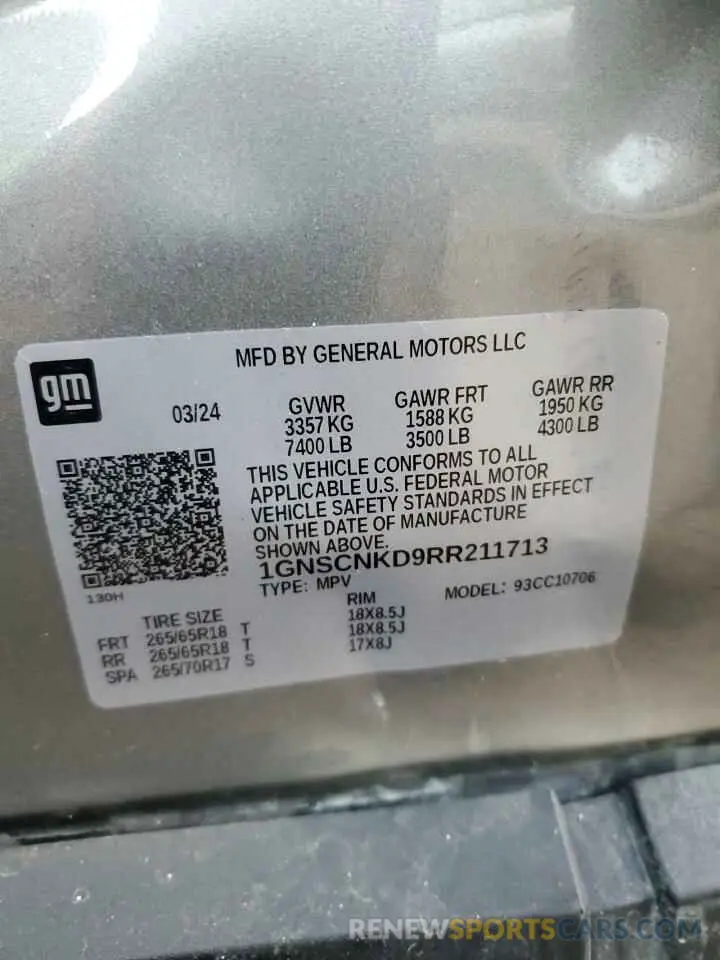 gm
MFD BY GENERAL MOTORS LLC
03/24
GVWR
3357 KG
7400 LB
GAWR FRT
1588 KG
3500 LB
GAWR RR
1950 KG
4300 LB
THIS VEHICLE CONFORMS TO ALL
APPLICABLE U.S. FEDERAL MOTOR
VEHICLE SAFETY STANDARDS IN EFFECT
ON THE DATE OF MANUFACTURE
SHOWN ABOVE.
1GNSCNKD9RR211713
TYPE: MPV MODEL: 93CC10706
130H
TIRE SIZE RIM
FRT 265/65R18 T 18X8.5J
RR 265/65R18 T 18X8.5J
SPA 265/70R17 S 17X8J
RENEWSPORTSCARS.COM